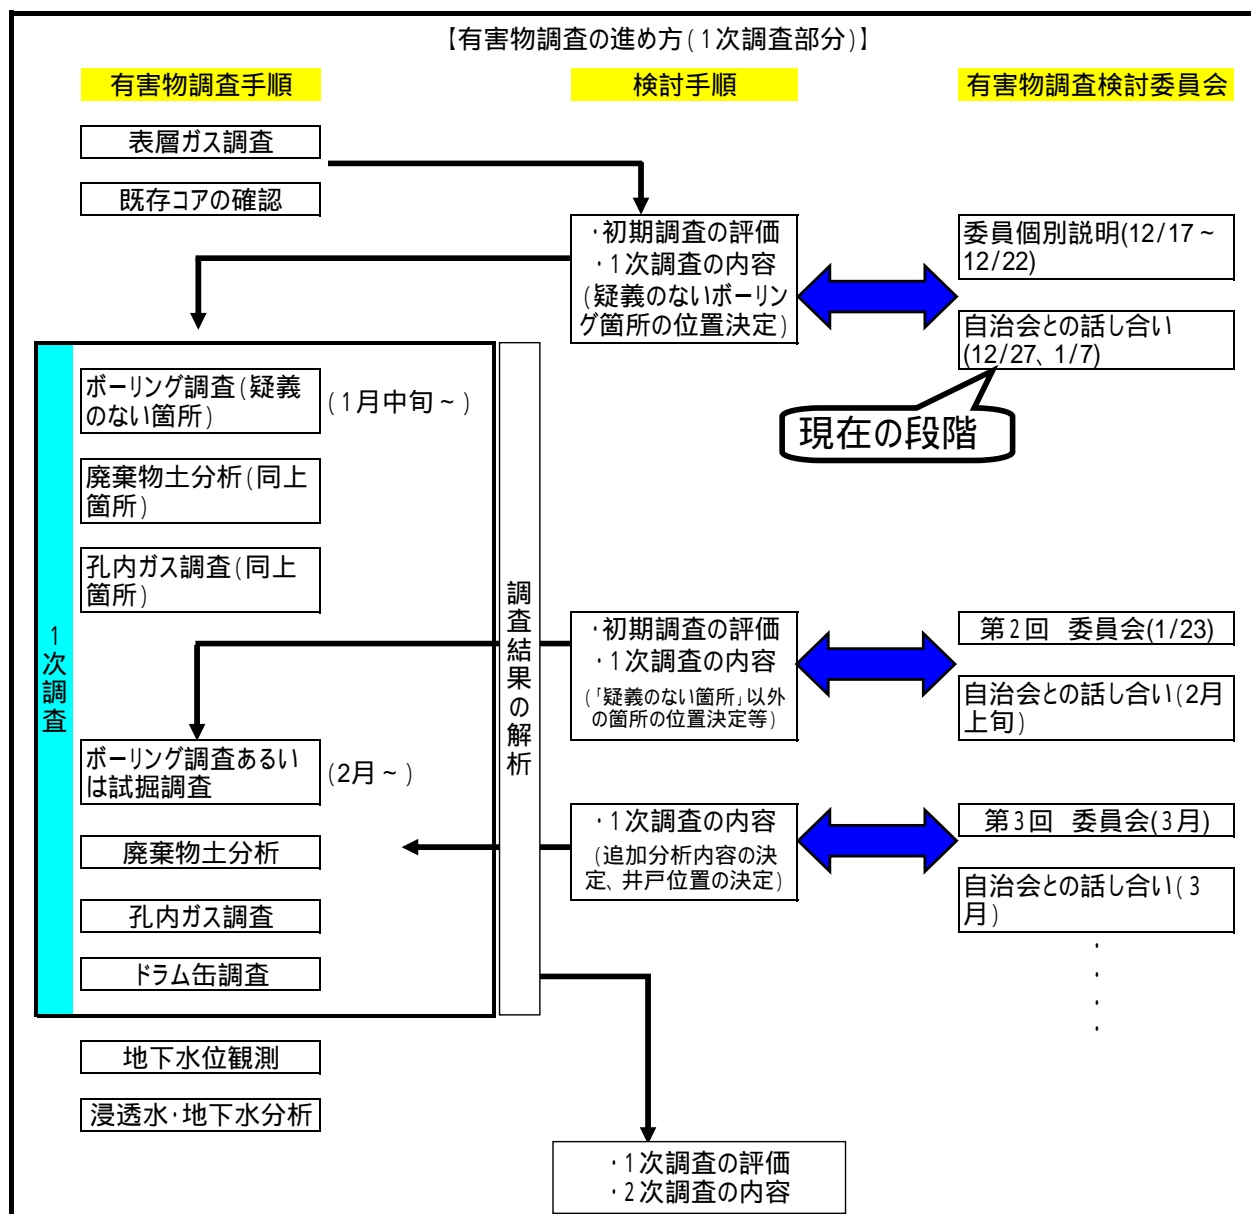 【有害物調査の進め方(1次調査部分)】
有害物調査手順
検討手順
有害物調査検討委員会
表層ガス調査
既存コアの確認
・初期調査の評価
・1次調査の内容
(疑義のないボーリン
グ箇所の位置決定)
委員個別説明(12/17~
12/22)
自治会との話し合い
(12/27、1/7)
現在の段階
1次調査
ボーリング調査(疑義
のない箇所)
(1月中旬~)
廃棄物土分析(同上
箇所)
孔内ガス調査(同上
箇所)
調査結果の解析
・初期調査の評価
・1次調査の内容
(「疑義のない箇所」以外
の箇所の位置決定等)
第2回 委員会(1/23)
自治会との話し合い(2月
上旬)
ボーリング調査あるい
は試掘調査
(2月~)
廃棄物土分析
孔内ガス調査
ドラム缶調査
・1次調査の内容
(追加分析内容の決
定、井戸位置の決定)
第3回 委員会(3月)
自治会との話し合い(3
月)
・
・
・
・
地下水位観測
浸透水・地下水分析
・1次調査の評価
・2次調査の内容